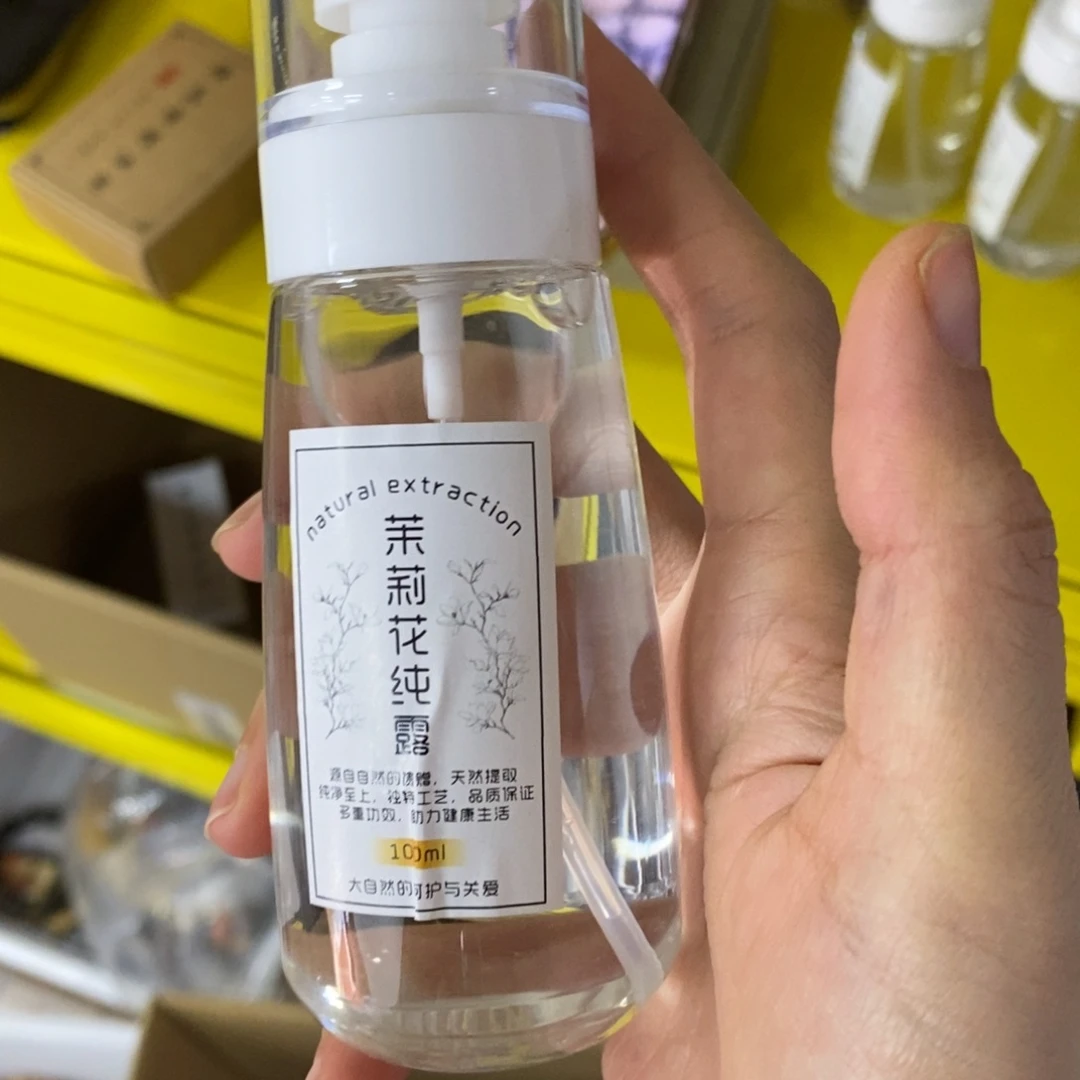 natural extraction
茉莉花纯露
源自自然的馈赠，天然提取
纯净至上，独特工艺，品质保证
多重功效，助力健康生活
100ml
大自然的呵护与关爱